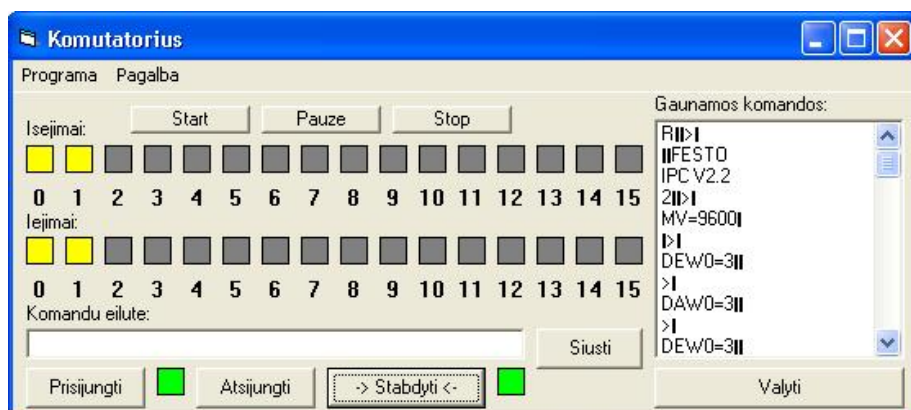 Komutatorius
Programa Pagalba
Start Pauze Stop
Isejimai:
0 1 2 3 4 5 6 7 8 9 10 11 12 13 14 15
Iejimai:
0 1 2 3 4 5 6 7 8 9 10 11 12 13 14 15
Komandu eilute:
Siusti
Prisijungti Atsijungti -> Stabdyti <-
Gaunamos komandos:
R‖>I
‖FESTO
IPC V2.2
2‖>I
MV=9600I
I>I
DEW0=3‖
>I
DAW0=3‖
>I
DEW0=3‖
Valyti